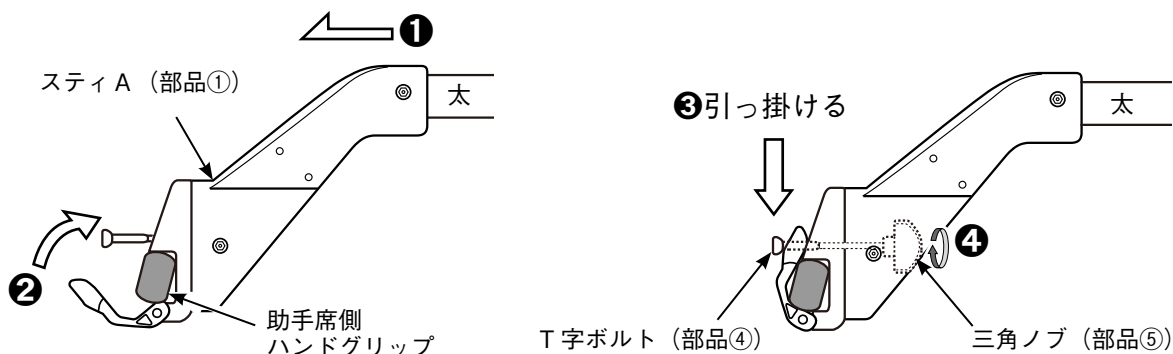 ❶
スティA（部品①）
太
❷
助手席側
ハンドグリップ
❸引っ掛ける
太
❹
T字ボルト（部品④）
三角ノブ（部品⑤）